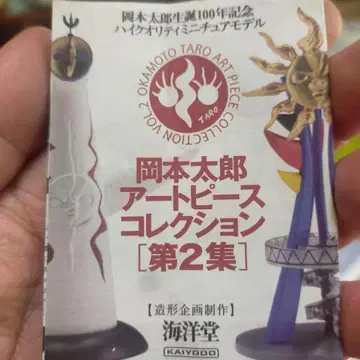 岡本太郎生誕100年記念
ハイクオリティミニチュアモデル
OKAMOTO TARO ART PIECE COLLECTION VOL.2
TARO
岡本太郎
アートピース
コレクション
[第2集]
【造形企画制作】
海洋堂
KAIYODO